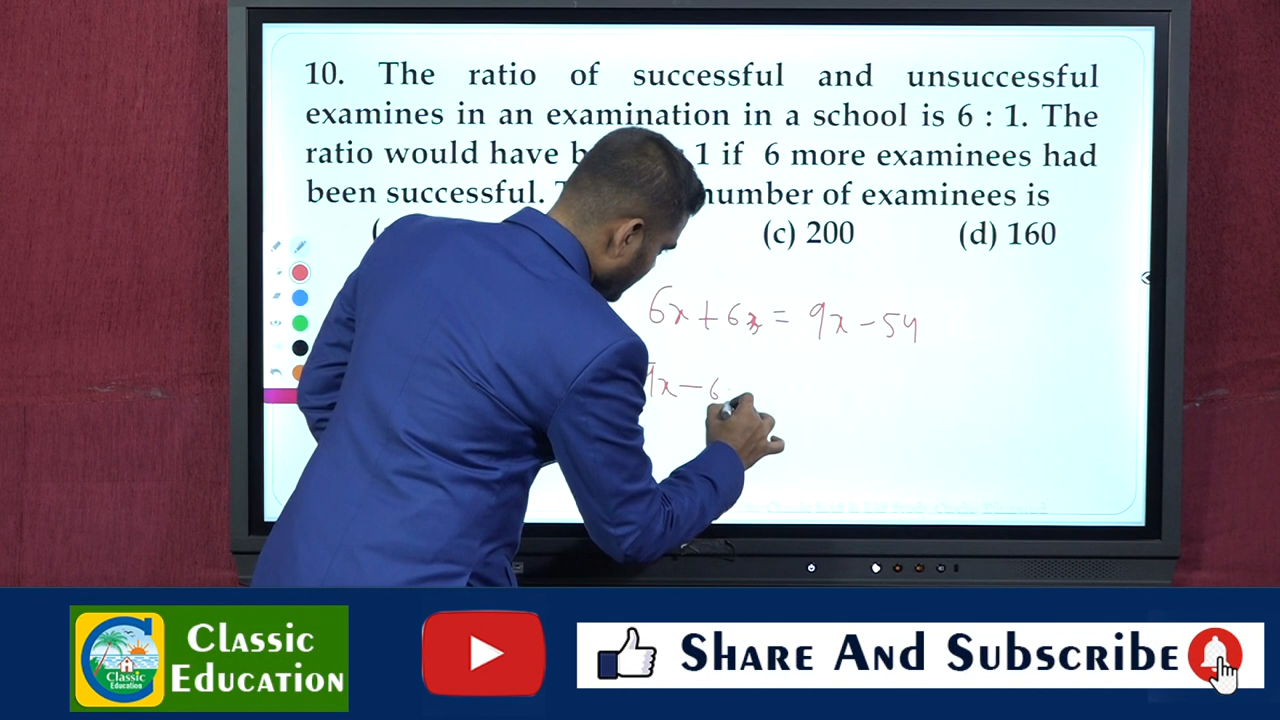 10. The ratio of successful and unsuccessful
examines in an examination in a school is 6 : 1. The
ratio would have 1 if 6 more examinees had
been successful. number of examinees is
(c) 200 (d) 160
6x + 6 = 9x - 54
9x - 6
Classic
Education
Classic
Education
Share And Subscribe